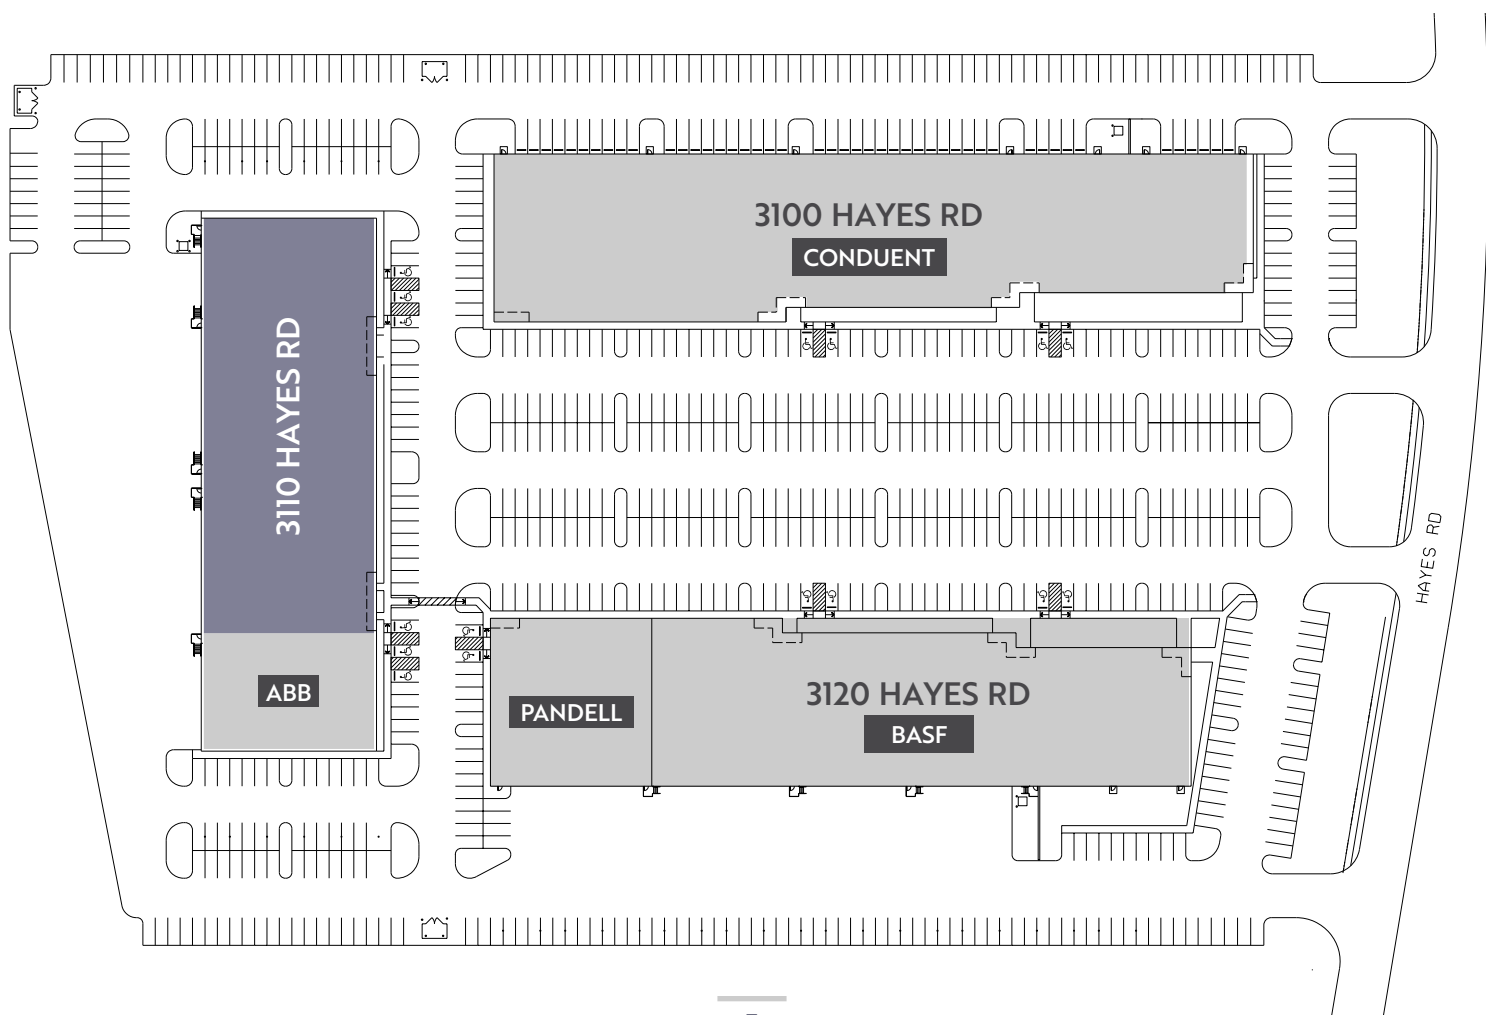 3100 HAYES RD
CONDUENT
3110 HAYES RD
HAYES RD
ABB
PANDELL
3120 HAYES RD
BASF